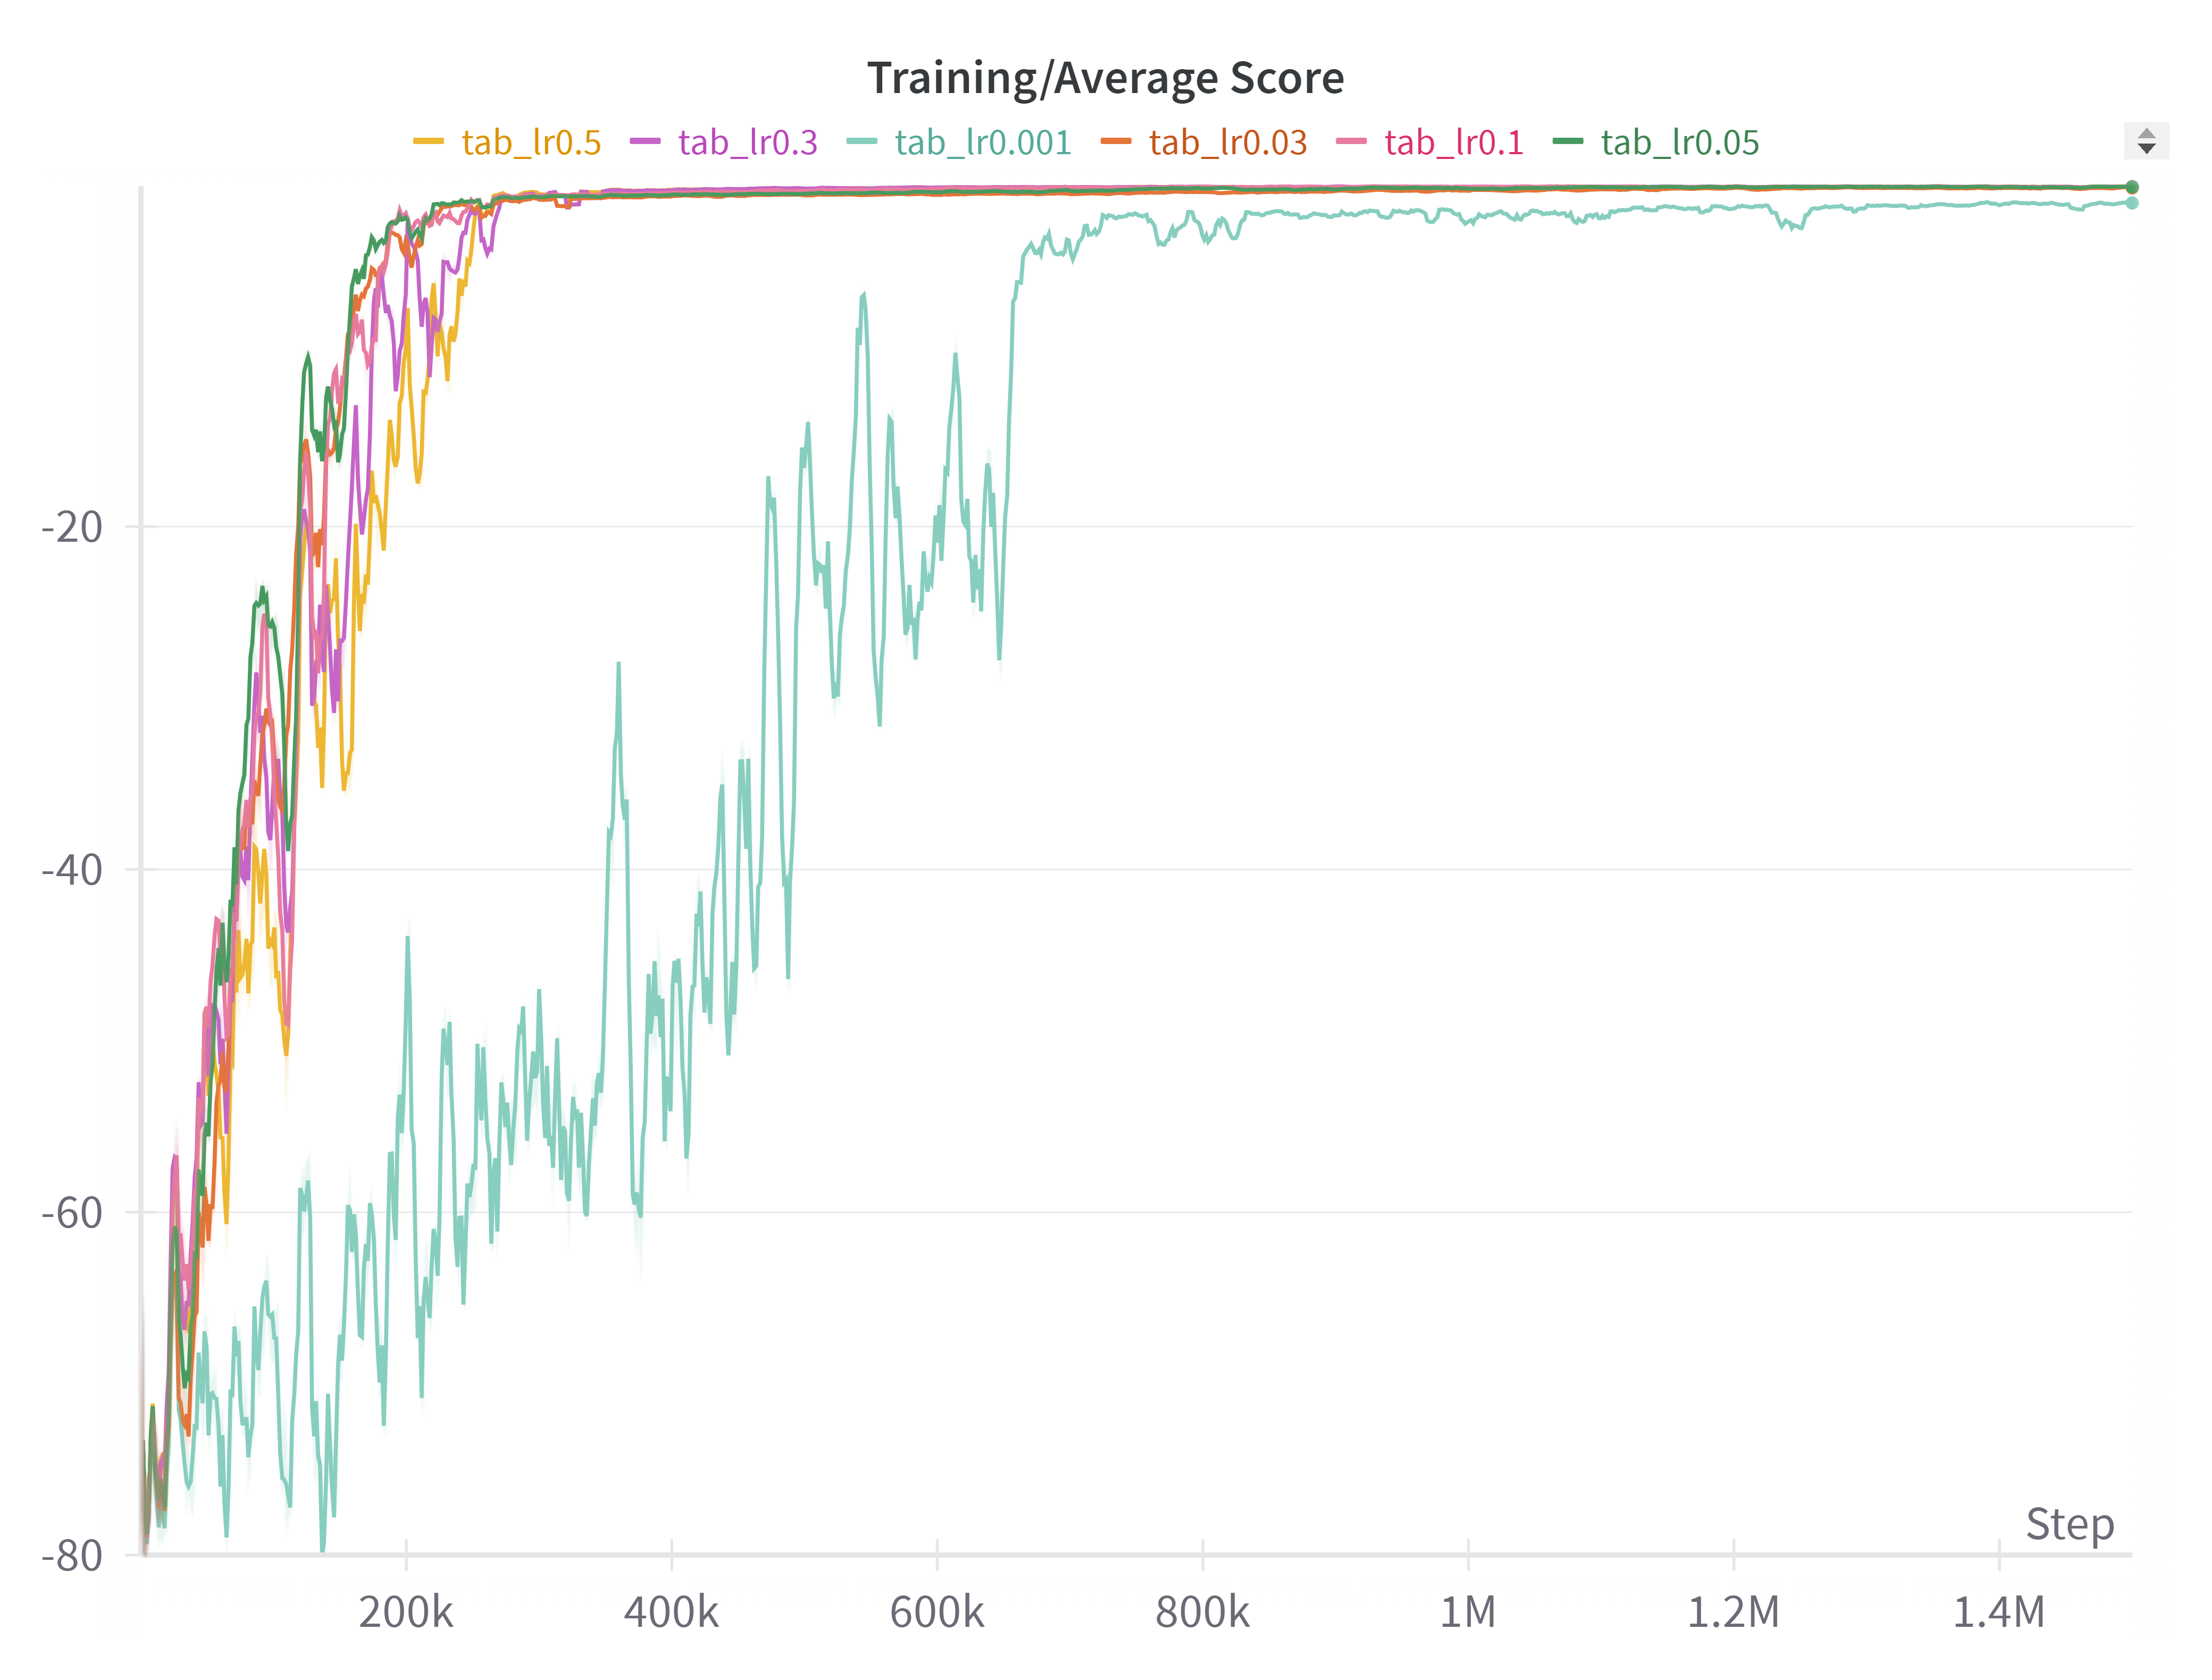 Training/Average Score
tab_lr0.5 tab_lr0.3 tab_lr0.001 tab_lr0.03 tab_lr0.1 tab_lr0.05
-20
-40
-60
-80
Step
200k 400k 600k 800k 1M 1.2M 1.4M